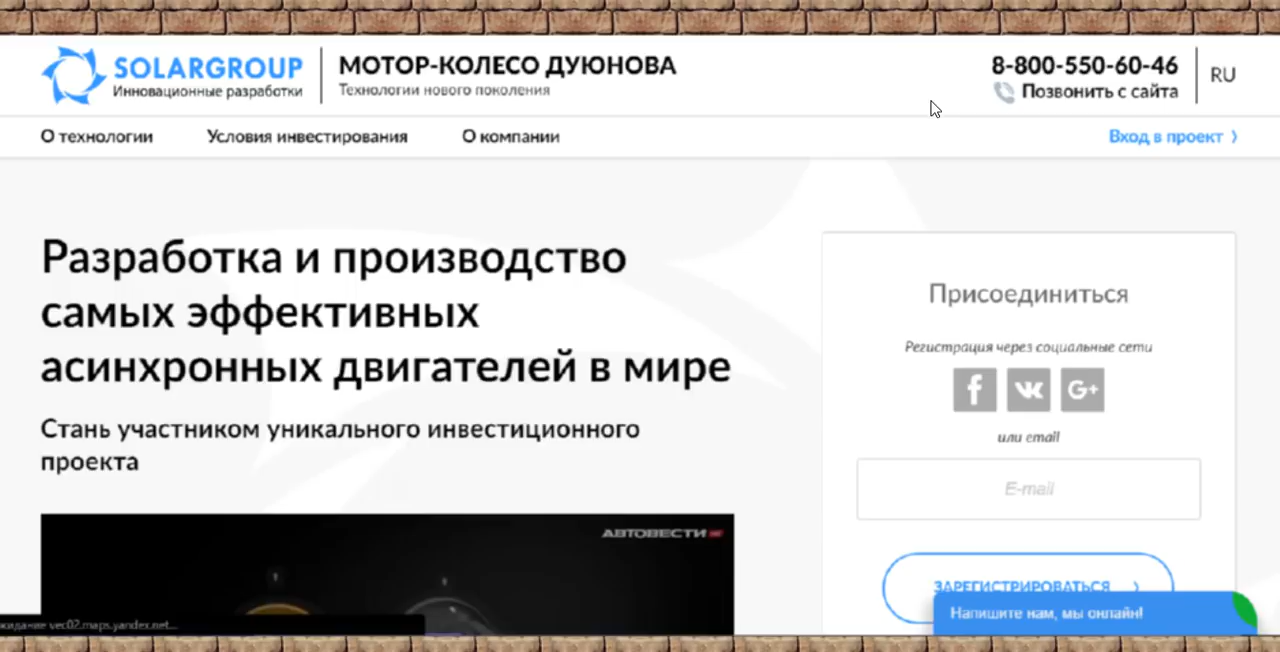 SOLARGROUP
Инновационные разработки
МОТОР-КОЛЕСО ДУЮНОВА
Технологии нового поколения
8-800-550-60-46
Позвонить с сайта
RU
О технологии
Условия инвестирования
О компании
Вход в проект
Разработка и производство
самых эффективных
асинхронных двигателей в мире
Стань участником уникального инвестиционного
проекта
АВТОВЕСТИ
Присоединиться
Регистрация через социальные сети
f
VK
G+
или email
E-mail
ЗАРЕГИСТРИРОВАТЬСЯ
Напишите нам, мы онлайн!
vec02.maps.yandex.net...